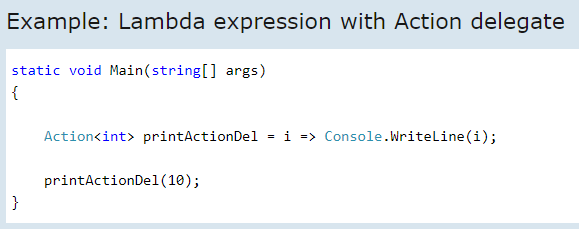 Example: Lambda expression with Action delegate
static void Main(string[] args)
{
    Action<int> printActionDel = i => Console.WriteLine(i);
    printActionDel(10);
}